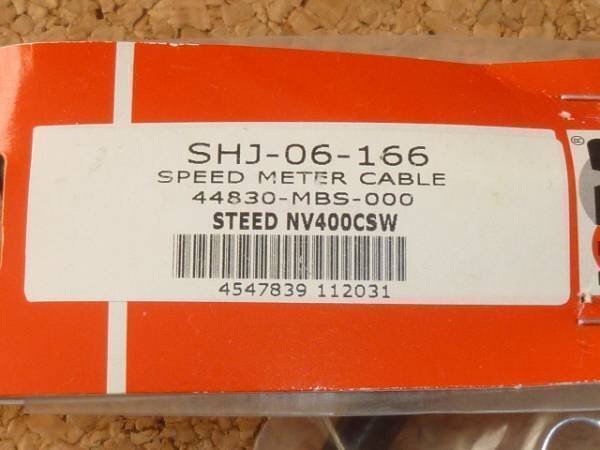 SHJ-06-166
SPEED METER CABLE
44830-MBS-000
STEED NV400CSW
4547839 112031